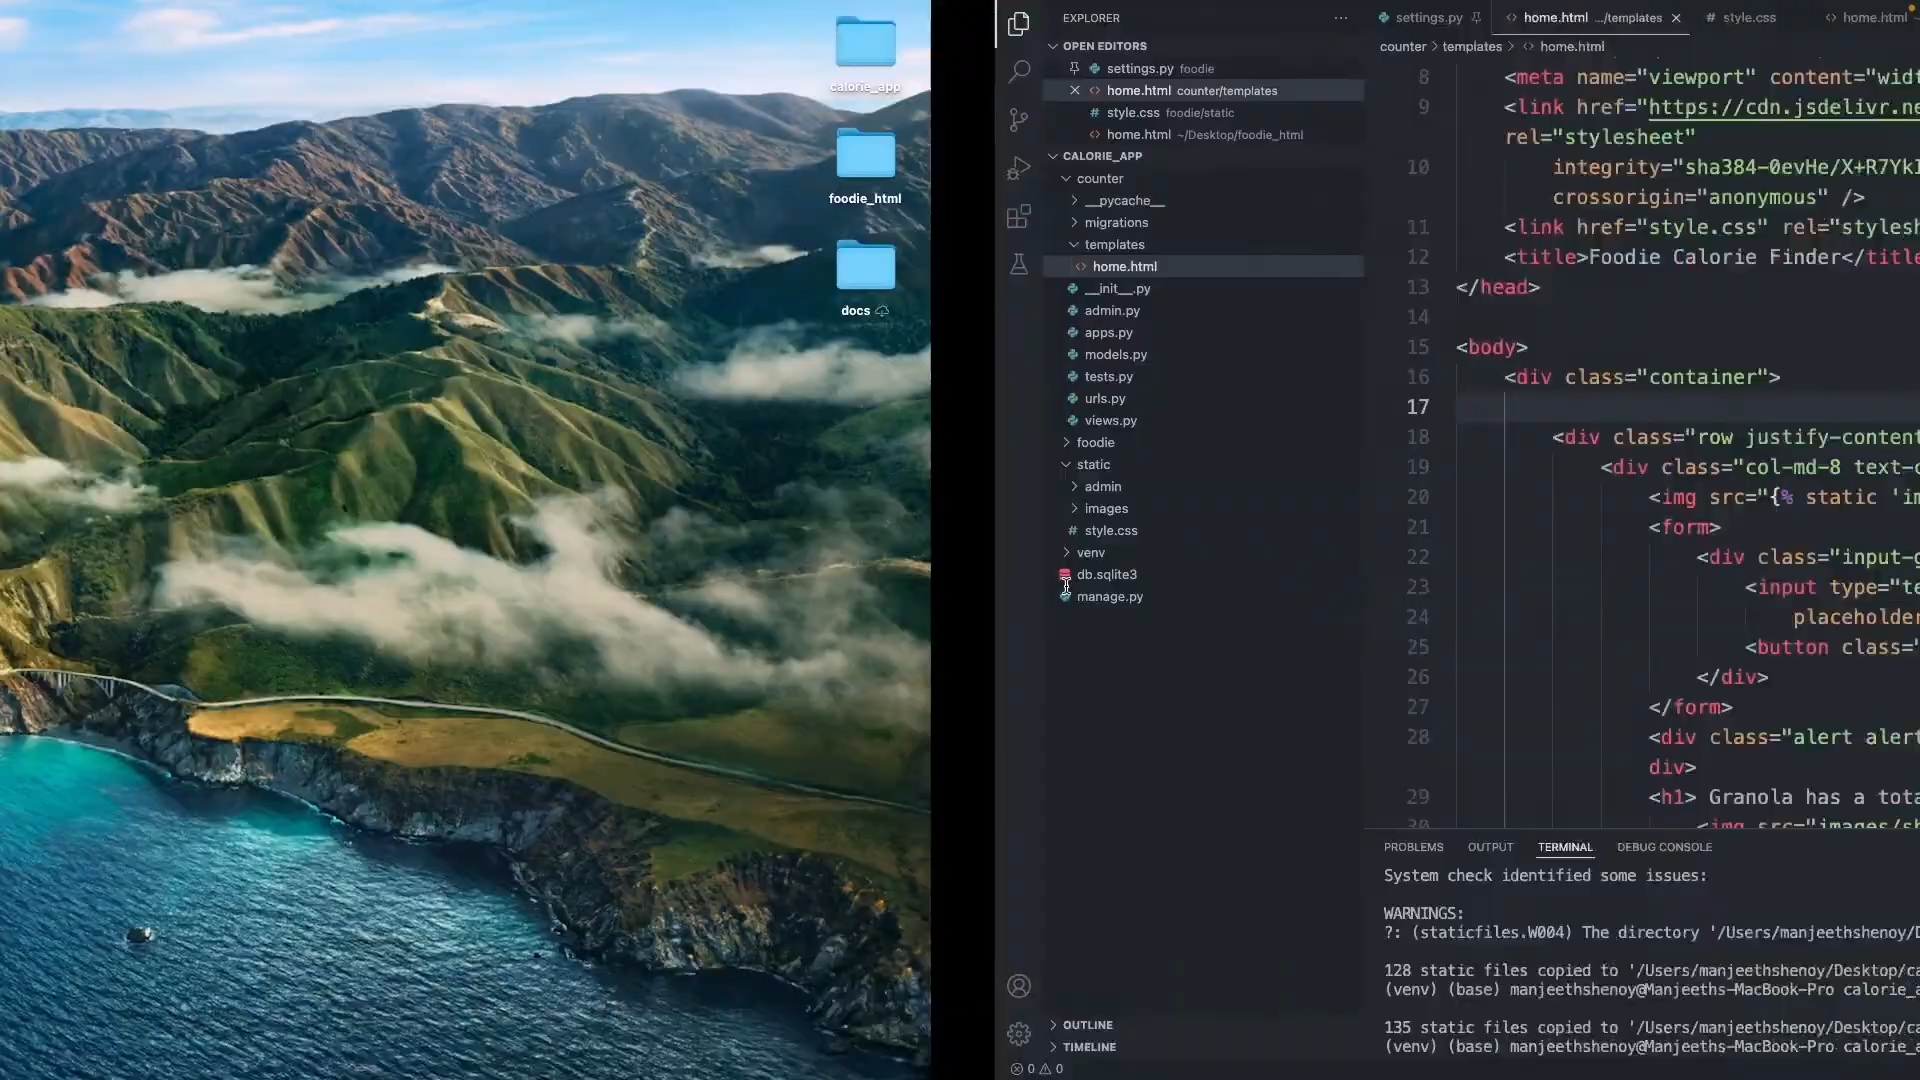 calorie_app
foodie_html
docs
EXPLORER
OPEN EDITORS
settings.py foodie
home.html counter/templates
style.css foodie/static
home.html ~/Desktop/foodie_html
CALORIE_APP
counter
__pycache__
migrations
templates
home.html
__init__.py
admin.py
apps.py
models.py
tests.py
urls.py
views.py
foodie
static
admin
images
style.css
venv
db.sqlite3
manage.py
OUTLINE
TIMELINE
0 0
settings.py home.html .../templates style.css home.html
counter > templates > home.html
8 <meta name="viewport" content="widt
9 <link href="https://cdn.jsdelivr.ne
rel="stylesheet"
10 integrity="sha384-0evHe/X+R7YkI
crossorigin="anonymous" />
11 <link href="style.css" rel="stylesh
12 <title>Foodie Calorie Finder</title
13 </head>
14
15 <body>
16 <div class="container">
17
18 <div class="row justify-content
19 <div class="col-md-8 text-c
20 <img src="{% static 'im
21 <form>
22 <div class="input-g
23 <input type="te
24 placeholder
25 <button class="
26 </div>
27 </form>
28 <div class="alert alert
div>
29 <h1> Granola has a tota
30 <img src="images/sh
PROBLEMS OUTPUT TERMINAL DEBUG CONSOLE
System check identified some issues:
WARNINGS:
?: (staticfiles.W004) The directory '/Users/manjeethshenoy/D
128 static files copied to '/Users/manjeethshenoy/Desktop/ca
(venv) (base) manjeethshenoy@Manjeeths-MacBook-Pro calorie_a
135 static files copied to '/Users/manjeethshenoy/Desktop/ca
(venv) (base) manjeethshenoy@Manjeeths-MacBook-Pro calorie_a